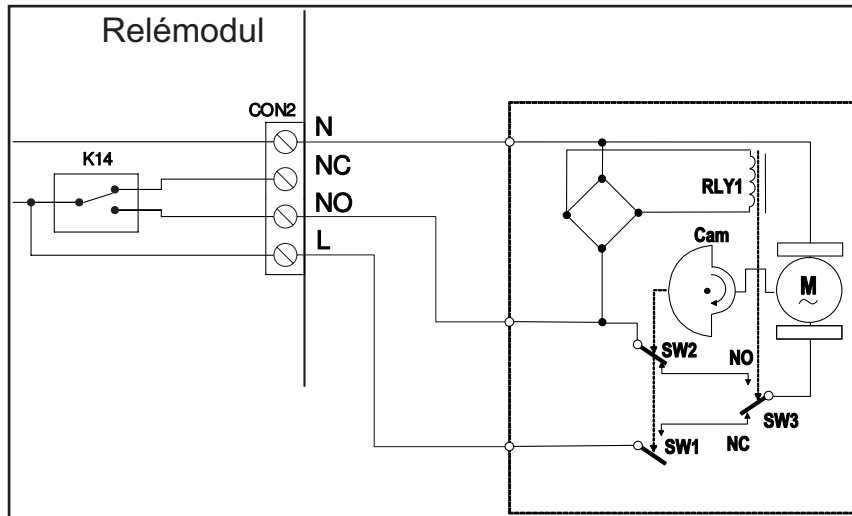 Relémodul
CON2
N
K14
NC
NO
L
RLY1
Cam
M
SW2
NO
SW3
SW1
NC